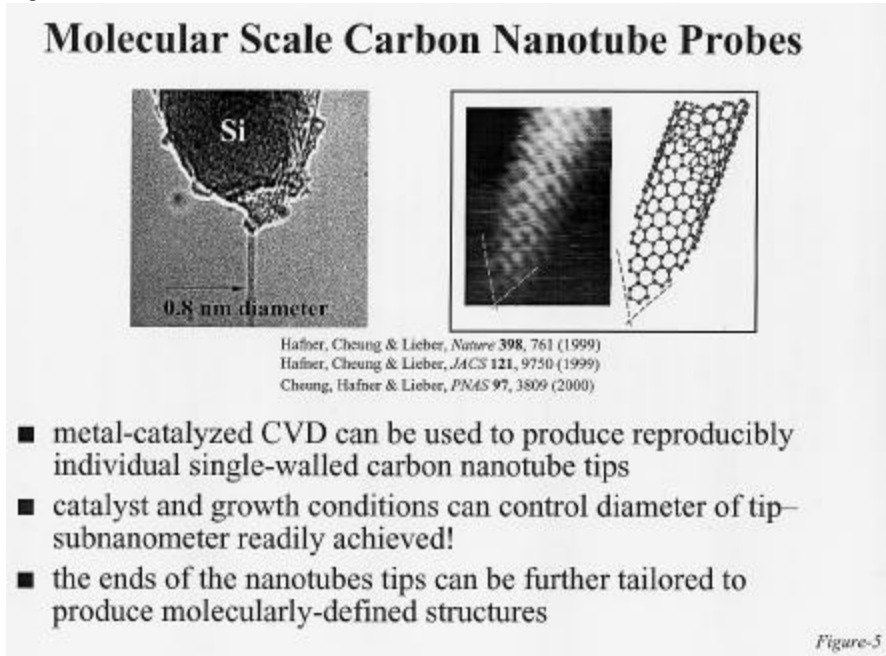 Molecular Scale Carbon Nanotube Probes
Si
0.8 nm diameter
Hafner, Cheung & Lieber, Nature 398, 761 (1999)
Hafner, Cheung & Lieber, JACS 121, 9750 (1999)
Cheung, Hafner & Lieber, PNAS 97, 3809 (2000)
■ metal-catalyzed CVD can be used to produce reproducibly
individual single-walled carbon nanotube tips
■ catalyst and growth conditions can control diameter of tip–
subnanometer readily achieved!
■ the ends of the nanotubes tips can be further tailored to
produce molecularly-defined structures
Figure-5